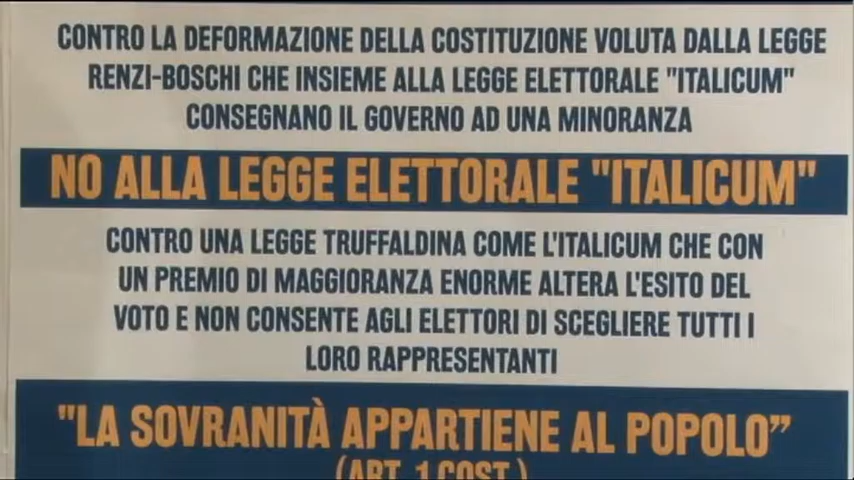 CONTRO LA DEFORMAZIONE DELLA COSTITUZIONE VOLUTA DALLA LEGGE
RENZI-BOSCHI CHE INSIEME ALLA LEGGE ELETTORALE "ITALICUM"
CONSEGNANO IL GOVERNO AD UNA MINORANZA
NO ALLA LEGGE ELETTORALE "ITALICUM"
CONTRO UNA LEGGE TRUFFALDINA COME L'ITALICUM CHE CON
UN PREMIO DI MAGGIORANZA ENORME ALTERA L'ESITO DEL
VOTO E NON CONSENTE AGLI ELETTORI DI SCEGLIERE TUTTI I
LORO RAPPRESENTANTI
"LA SOVRANITÀ APPARTIENE AL POPOLO”
(ART. 1 COST.)